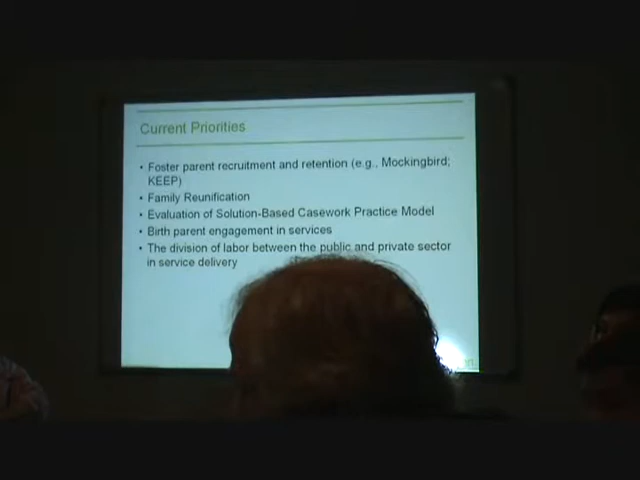 Current Priorities
• Foster parent recruitment and retention (e.g., Mockingbird;
KEEP)
• Family Reunification
• Evaluation of Solution-Based Casework Practice Model
• Birth parent engagement in services
• The division of labor between the public and private sector
in service delivery